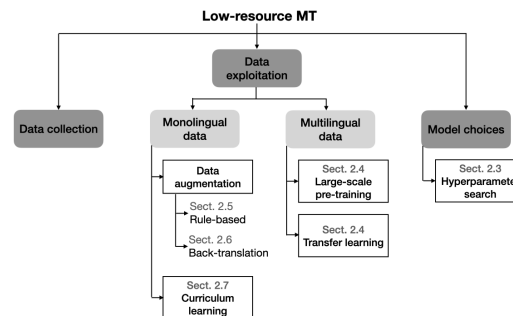 Low-resource MT
Data
exploitation
Data collection
Monolingual
data
Multilingual
data
Model choices
Data
augmentation
Sect. 2.5
Rule-based
Sect. 2.6
Back-translation
Sect. 2.7
Curriculum
learning
Sect. 2.4
Large-scale
pre-training
Sect. 2.4
Transfer learning
Sect. 2.3
Hyperparamete
search